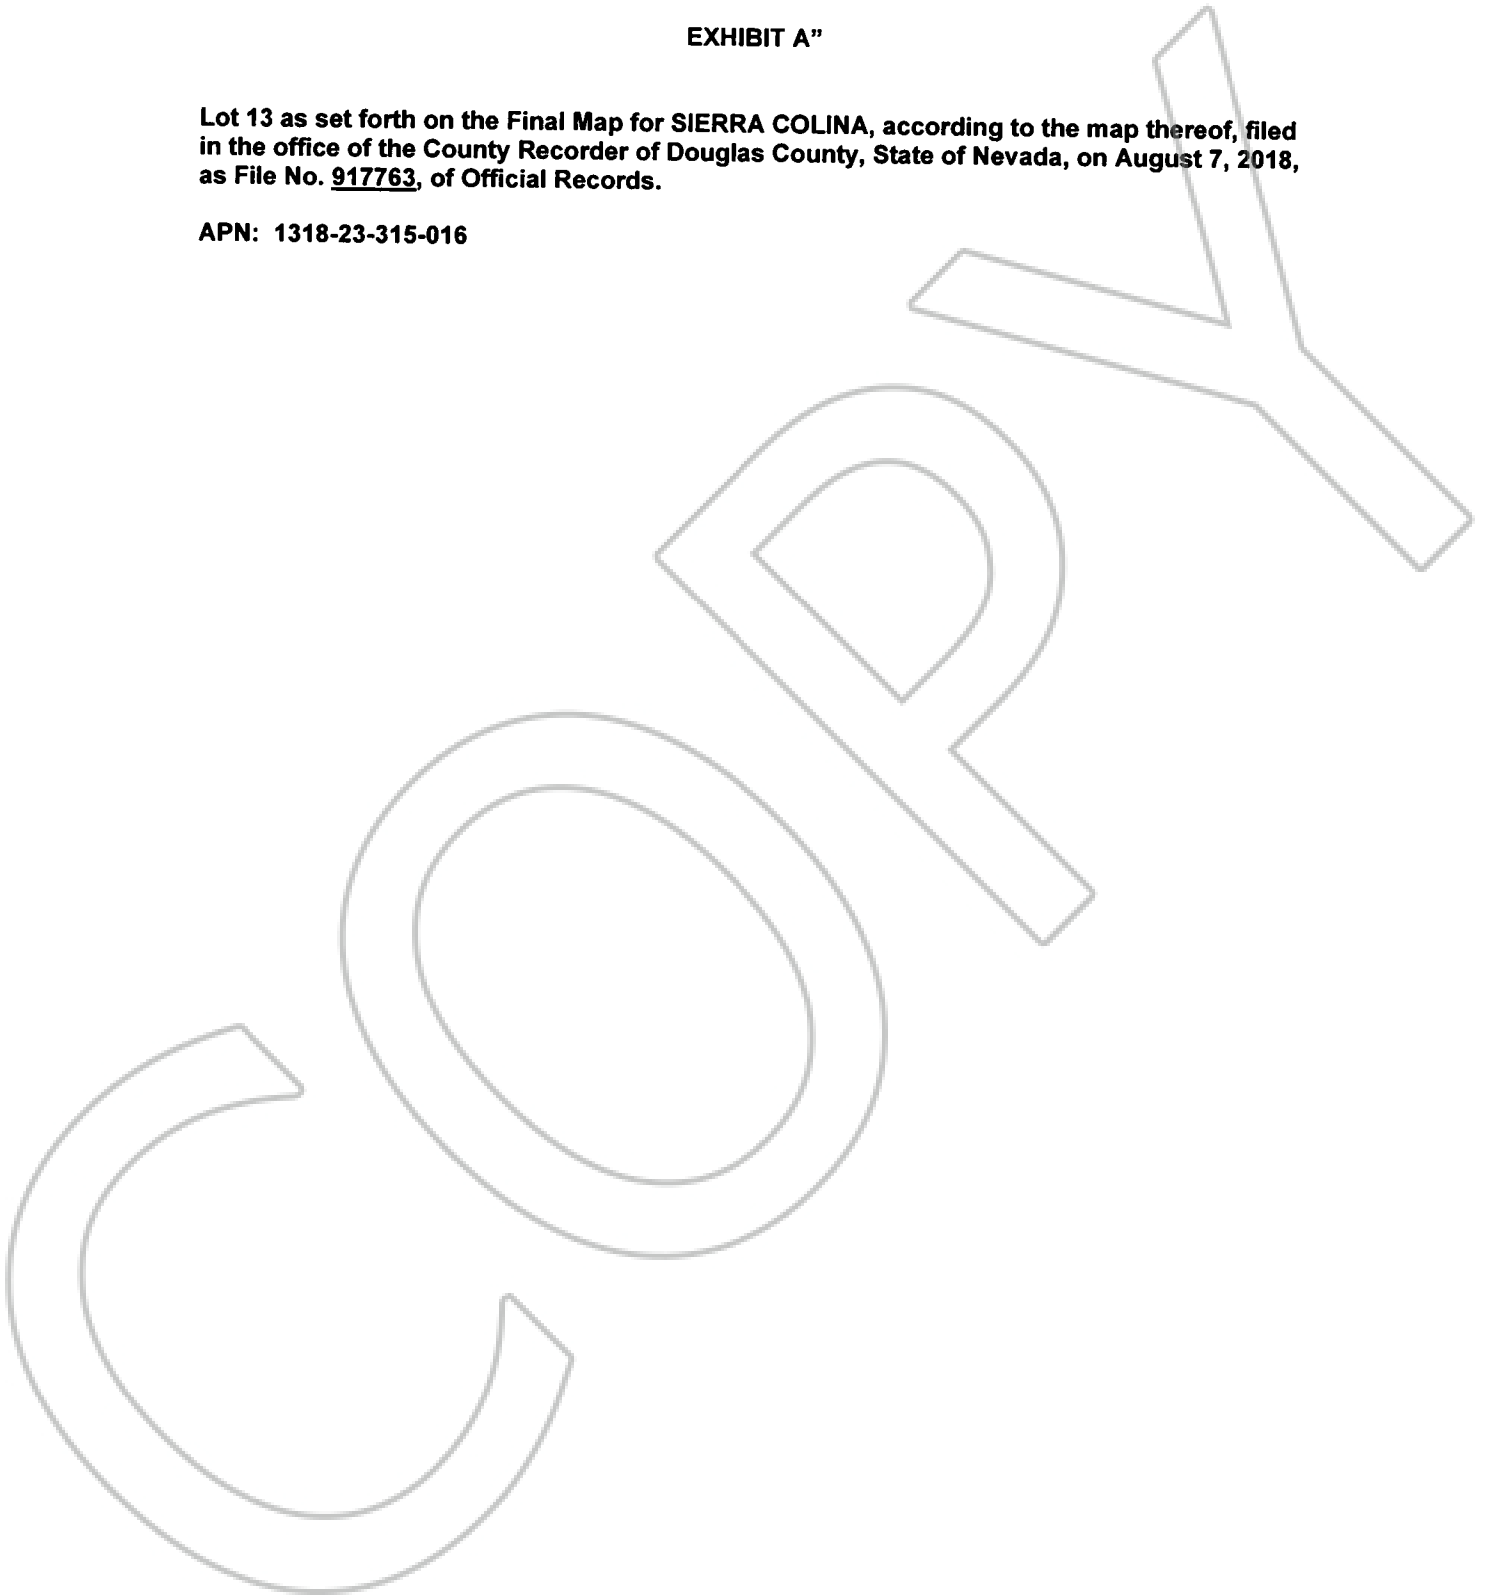 EXHIBIT A”
Lot 13 as set forth on the Final Map for SIERRA COLINA, according to the map thereof, filed
in the office of the County Recorder of Douglas County, State of Nevada, on August 7, 2018,
as File No. 917763, of Official Records.
APN: 1318-23-315-016
COPY